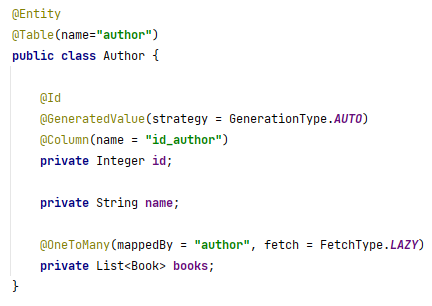 @Entity
@Table(name="author")
public class Author {
@Id
@GeneratedValue(strategy = GenerationType.AUTO)
@Column(name = "id_author")
private Integer id;
private String name;
@OneToMany(mappedBy = "author", fetch = FetchType.LAZY)
private List<Book> books;
}